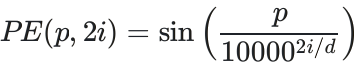 PE(p, 2i) = sin ( p / 10000^{2i/d} )